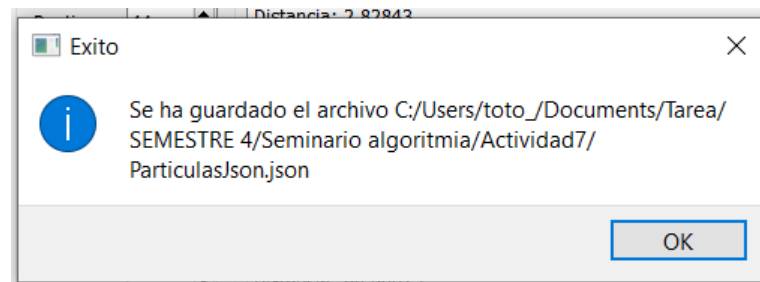 Distancia: 2.82843
Exito
Se ha guardado el archivo C:/Users/toto_/Documents/Tarea/
SEMESTRE 4/Seminario algoritmia/Actividad7/
ParticulasJson.json
OK